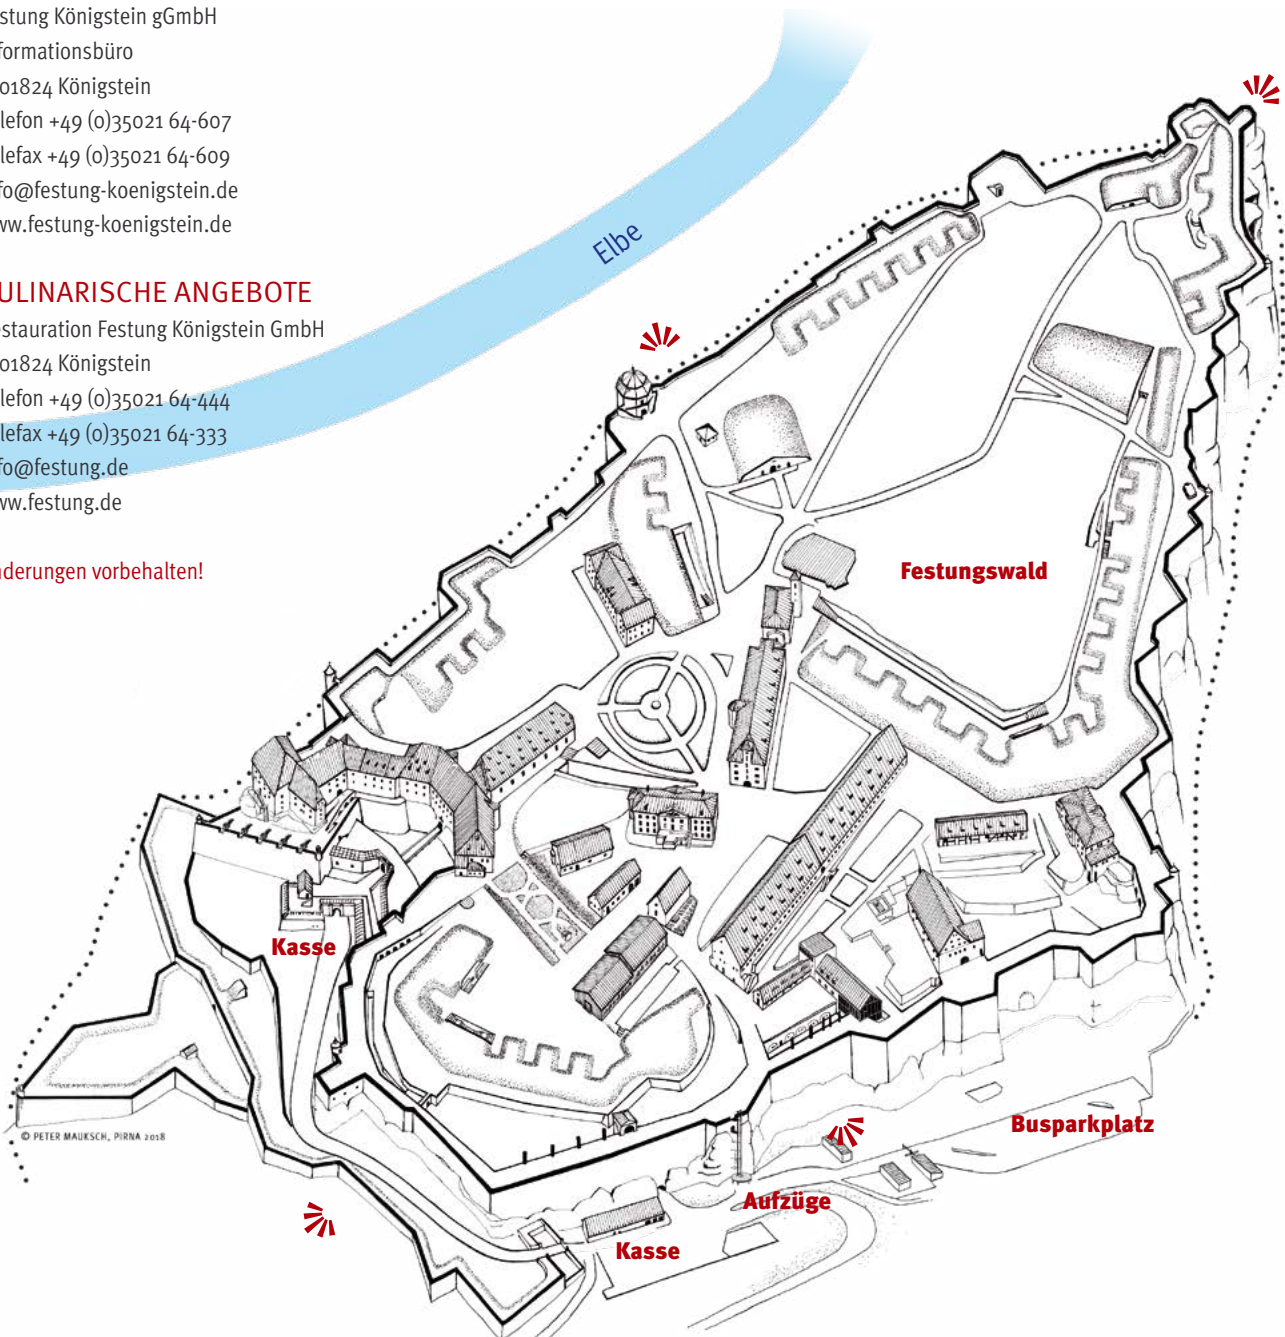 stung Königstein gGmbH
formationsbüro
01824 Königstein
lefon +49 (0)35021 64-607
lefax +49 (0)35021 64-609
fo@festung-koenigstein.de
ww.festung-koenigstein.de
ULINARISCHE ANGEBOTE
estauration Festung Königstein GmbH
01824 Königstein
lefon +49 (0)35021 64-444
lefax +49 (0)35021 64-333
fo@festung.de
ww.festung.de
nderungen vorbehalten!
Elbe
Festungswald
Kasse
© PETER MAUKSCH, PIRNA 2018
Busparkplatz
Aufzüge
Kasse